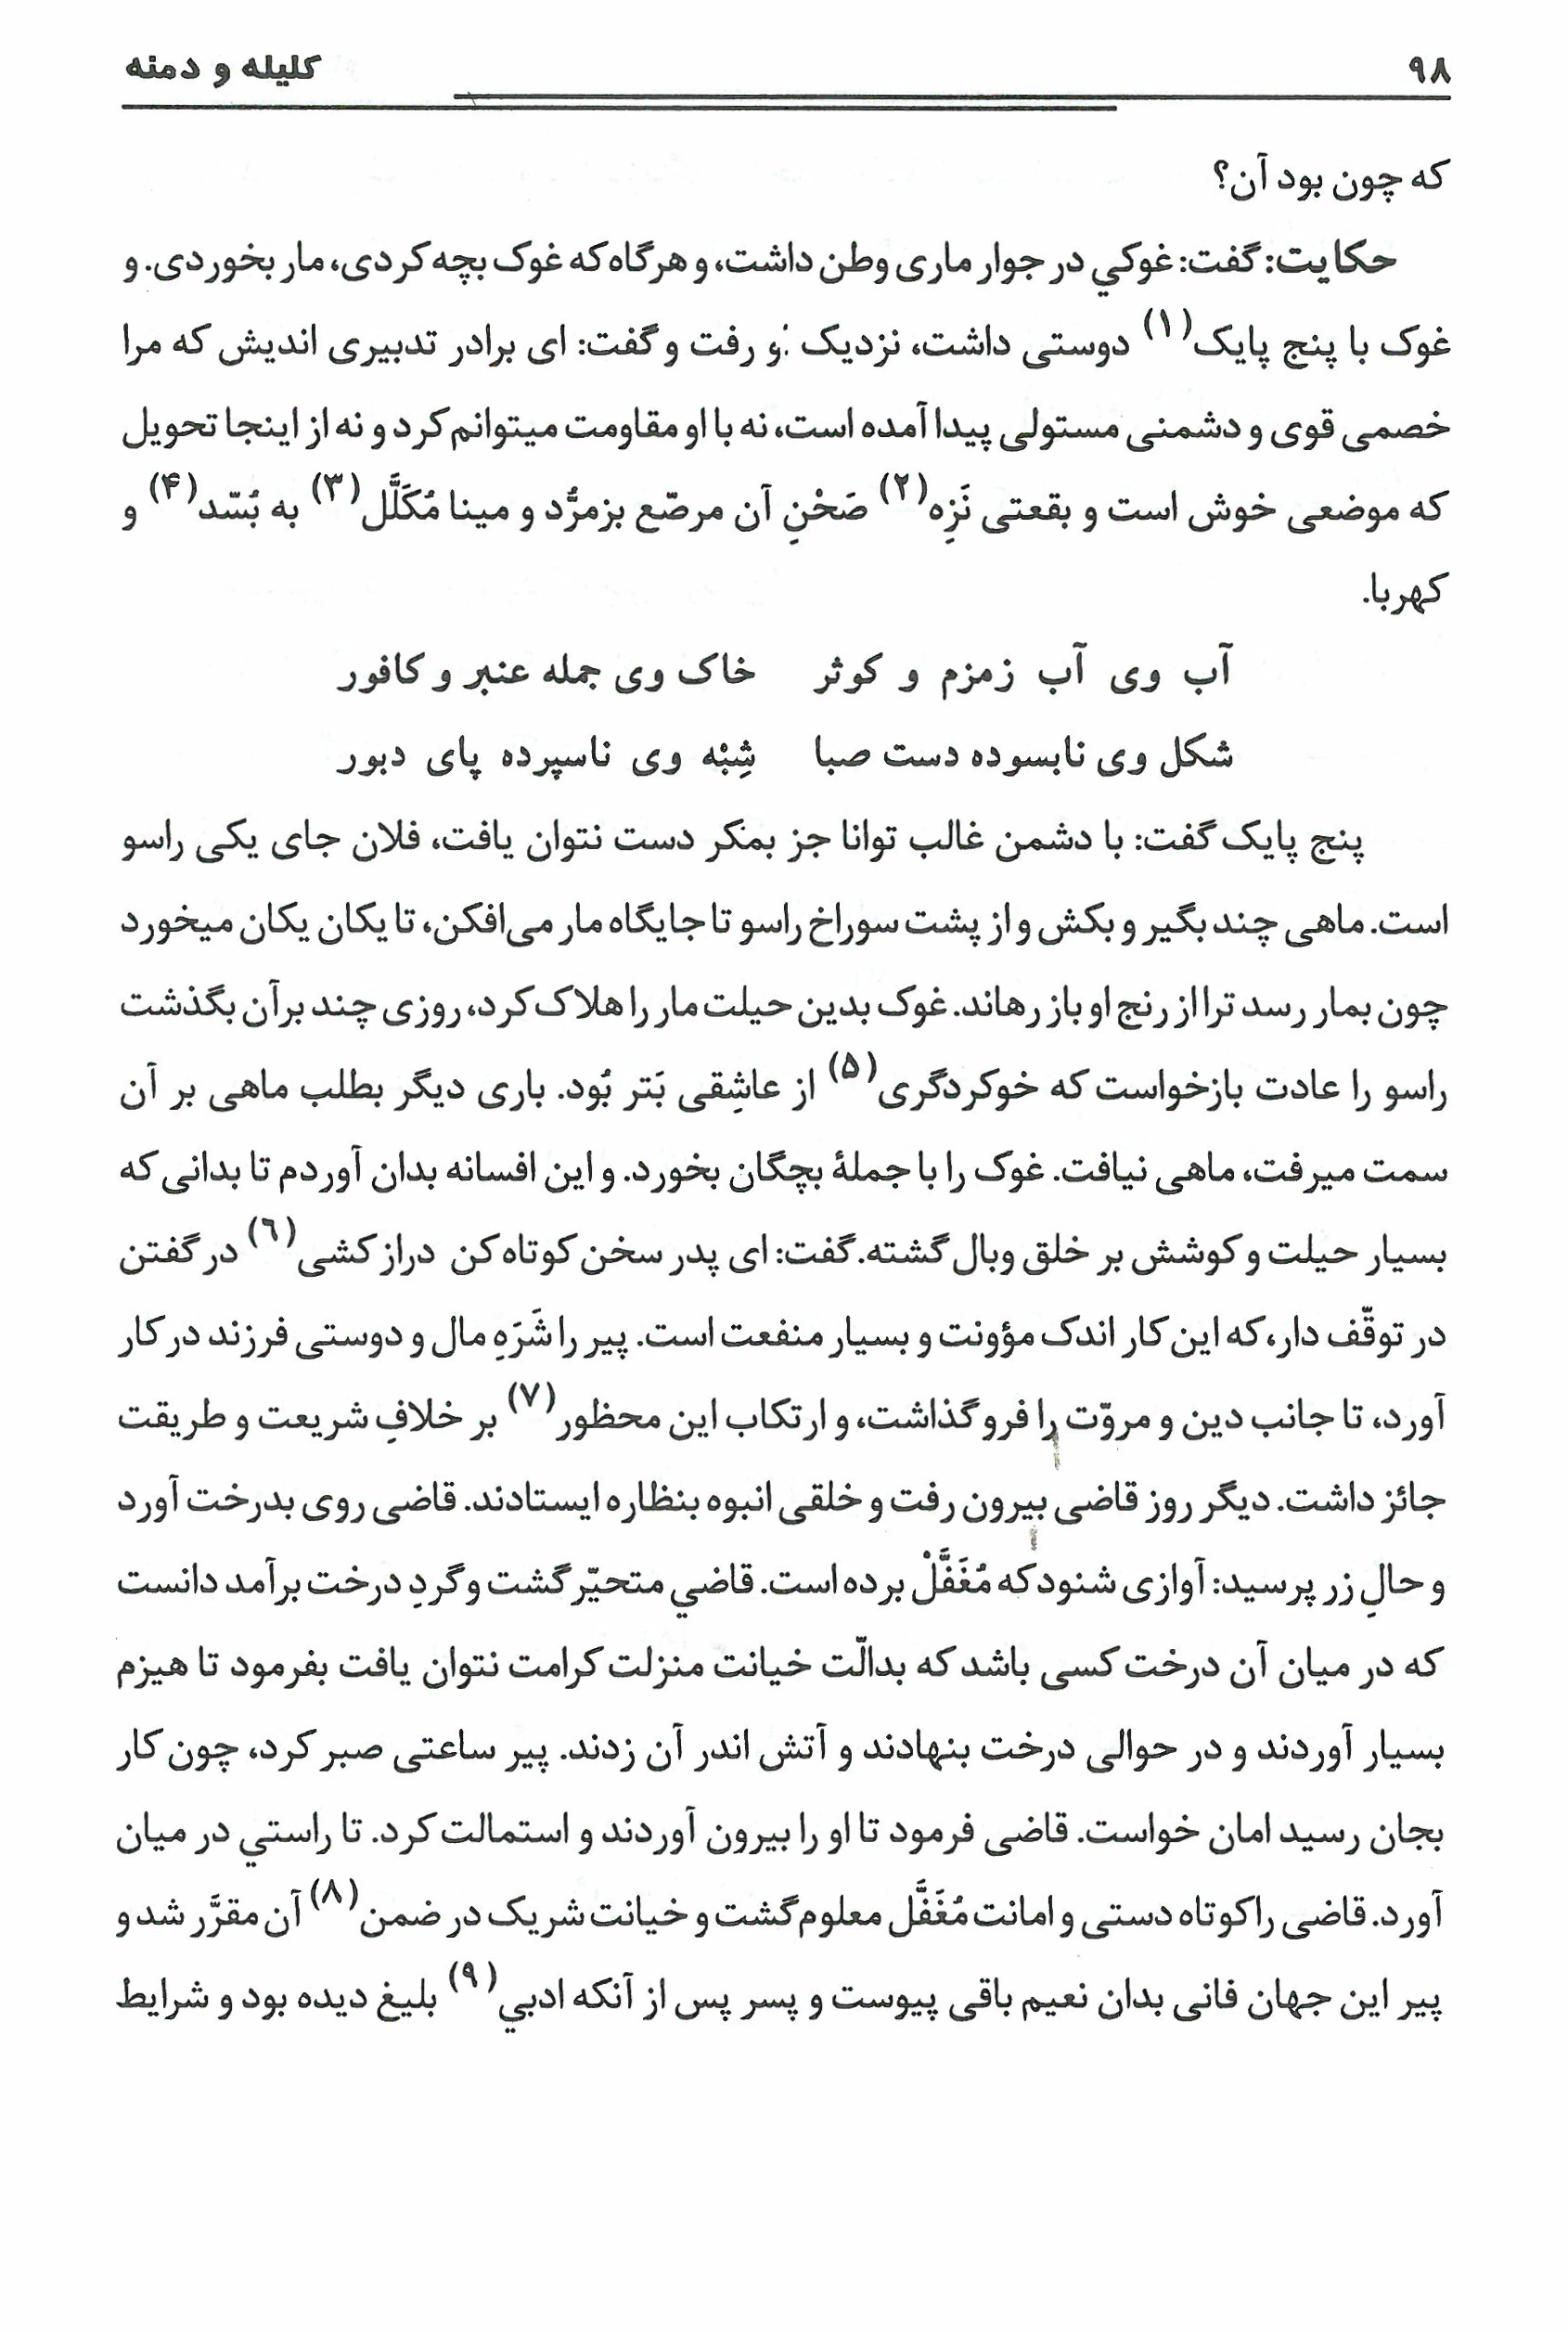 ۹۸ کلیله و دمنه
که چون بود آن؟
حکایت: گفت: غوکي در جوار ماری وطن داشت، و هرگاه که غوک بچه کردی، مار بخوردی. و
غوک با پنج پایک(۱) دوستی داشت، نزدیک او رفت و گفت: ای برادر تدبیری اندیش که مرا
خصمی قوی و دشمنی مستولی پیدا آمده است، نه با او مقاومت میتوانم کرد و نه از اینجا تحویل
که موضعی خوش است و بقعتی نَزِه(۲) صَحْنِ آن مرصّع بزمرُّد و مینا مُکَلَّل(۳) به بُسّد(۴) و
کهربا.
آب وی آب زمزم و کوثر خاک وی جمله عنبر و کافور
شکل وی نابسوده دست صبا شِبْه وی ناسپرده پای دبور
پنج پایک گفت: با دشمن غالب توانا جز بمکر دست نتوان یافت، فلان جای یکی راسو
است. ماهی چند بگیر و بکش و از پشت سوراخ راسو تا جایگاه مار می‌افکن، تا یکان یکان میخورد
چون بمار رسد ترا از رنج او باز رهاند. غوک بدین حیلت مار را هلاک کرد، روزی چند برآن بگذشت
راسو را عادت بازخواست که خوکردگری(۵) از عاشِقی بَتر بُود. باری دیگر بطلب ماهی بر آن
سمت میرفت، ماهی نیافت. غوک را با جملهٔ بچگان بخورد. و این افسانه بدان آوردم تا بدانی که
بسیار حیلت و کوشش بر خلق وبال گشته. گفت: ای پدر سخن کوتاه کن دراز کشی(٦) در گفتن
در توقّف دار، که این کار اندک مؤونت و بسیار منفعت است. پیر را شَرَهِ مال و دوستی فرزند در کار
آورد، تا جانب دین و مروّت را فرو گذاشت، و ارتکاب این محظور(۷) بر خلافِ شریعت و طریقت
جائز داشت. دیگر روز قاضی بیرون رفت و خلقی انبوه بنظاره ایستادند. قاضی روی بدرخت آورد
و حالِ زر پرسید: آوازی شنود که مُغَفَّلْ برده است. قاضي متحیّر گشت و گردِ درخت برآمد دانست
که در میان آن درخت کسی باشد که بدالّت خیانت منزلت کرامت نتوان یافت بفرمود تا هیزم
بسیار آوردند و در حوالی درخت بنهادند و آتش اندر آن زدند. پیر ساعتی صبر کرد، چون کار
بجان رسید امان خواست. قاضی فرمود تا او را بیرون آوردند و استمالت کرد. تا راستي در میان
آورد. قاضی را کوتاه دستی و امانت مُغَفَّل معلوم گشت و خیانت شریک در ضمن(۸) آن مقرَّر شد و
پیر این جهان فانی بدان نعیم باقی پیوست و پسر پس از آنکه ادبي(۹) بلیغ دیده بود و شرایط